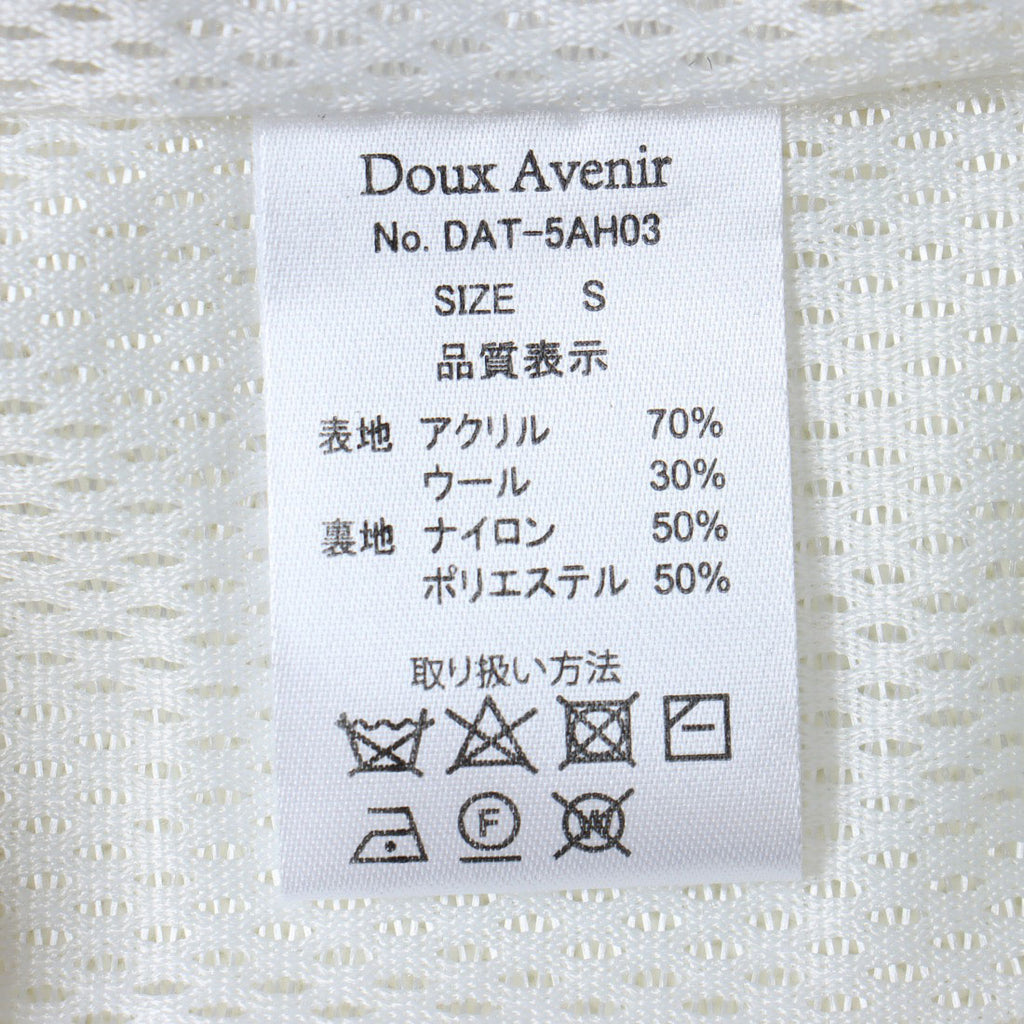 Doux Avenir
No. DAT-5AH03
SIZE S
品質表示
表地 アクリル 70%
ウール 30%
裏地 ナイロン 50%
ポリエステル 50%
取り扱い方法
F W